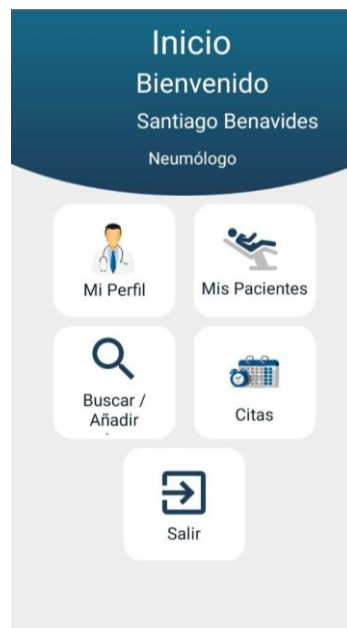 Inicio
Bienvenido
Santiago Benavides
Neumólogo
Mi Perfil
Mis Pacientes
Buscar /
Añadir
Citas
Salir